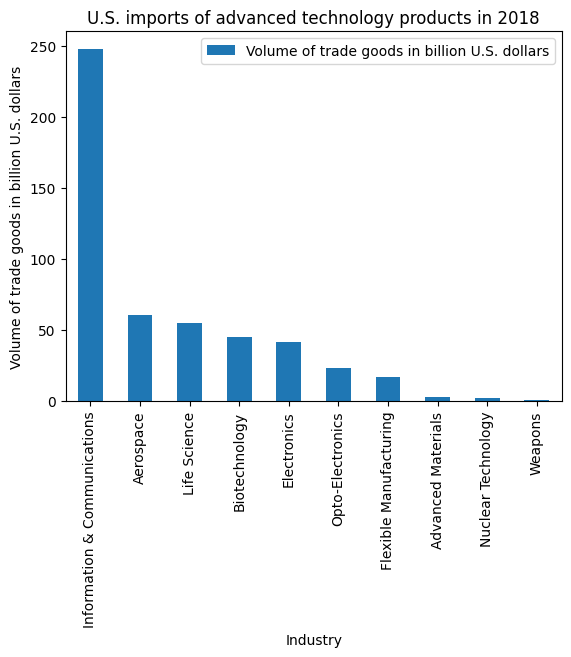 U.S. imports of advanced technology products in 2018
Volume of trade goods in billion U.S. dollars
Volume of trade goods in billion U.S. dollars
250
200
150
100
50
0
Information & Communications
Aerospace
Life Science
Biotechnology
Electronics
Opto-Electronics
Flexible Manufacturing
Advanced Materials
Nuclear Technology
Weapons
Industry